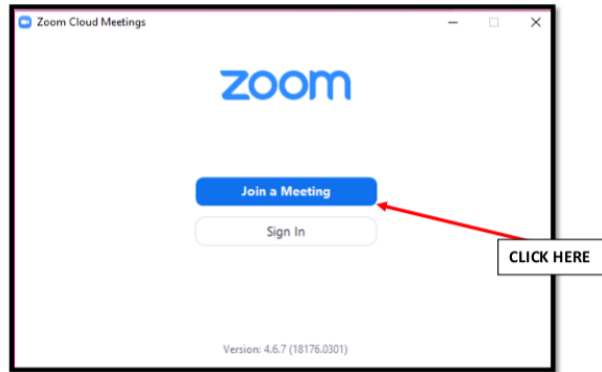 Zoom Cloud Meetings
zoom
Join a Meeting
Sign In
CLICK HERE
Version: 4.6.7 (18176.0301)